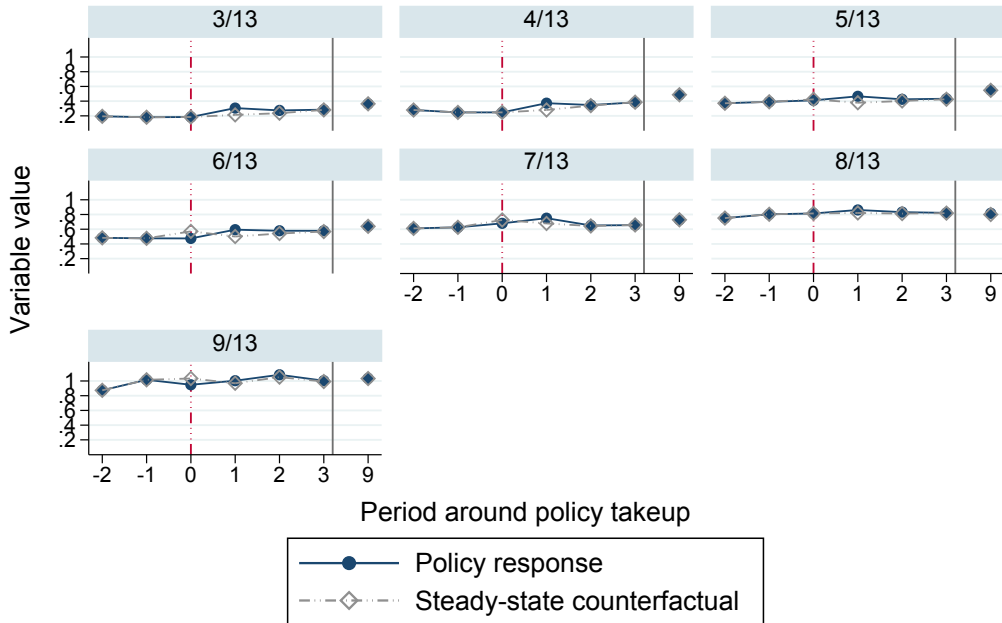 3/13 4/13 5/13
1
.8
.6
.4
.2
6/13 7/13 8/13
1
.8
.6
.4
.2
-2 -1 0 1 2 3 9 -2 -1 0 1 2 3 9
9/13
1
.8
.6
.4
.2
-2 -1 0 1 2 3 9
Variable value
Period around policy takeup
Policy response
Steady-state counterfactual